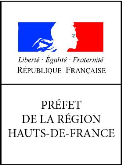 Liberté · Égalité · Fraternité
RÉPUBLIQUE FRANÇAISE
PRÉFET
DE LA RÉGION
HAUTS-DE-FRANCE